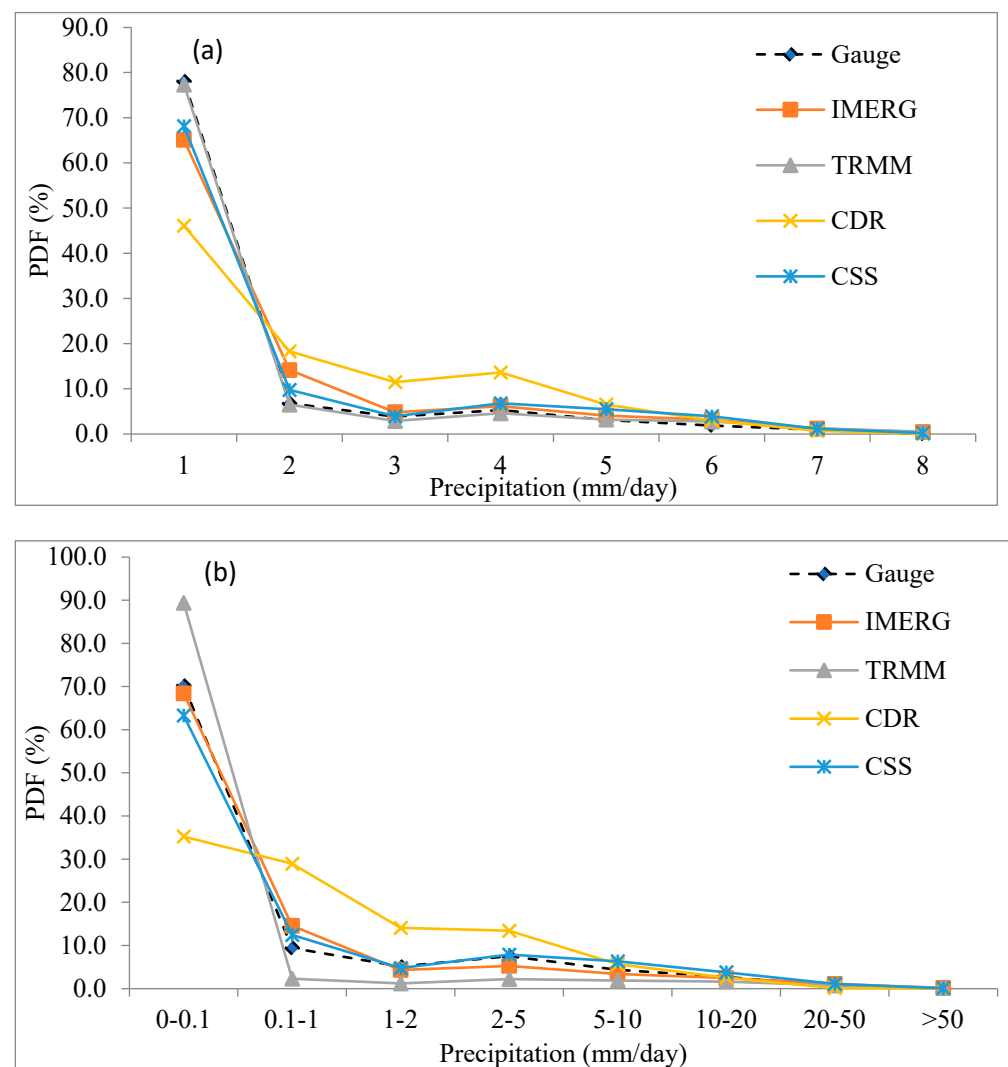 (a)
90.0
80.0
70.0
60.0
50.0
40.0
30.0
20.0
10.0
0.0
PDF (%)
1 2 3 4 5 6 7 8
Precipitation (mm/day)
Gauge
IMERG
TRMM
CDR
CSS
(b)
100.0
90.0
80.0
70.0
60.0
50.0
40.0
30.0
20.0
10.0
0.0
PDF (%)
0-0.1 0.1-1 1-2 2-5 5-10 10-20 20-50 >50
Precipitation (mm/day)
Gauge
IMERG
TRMM
CDR
CSS